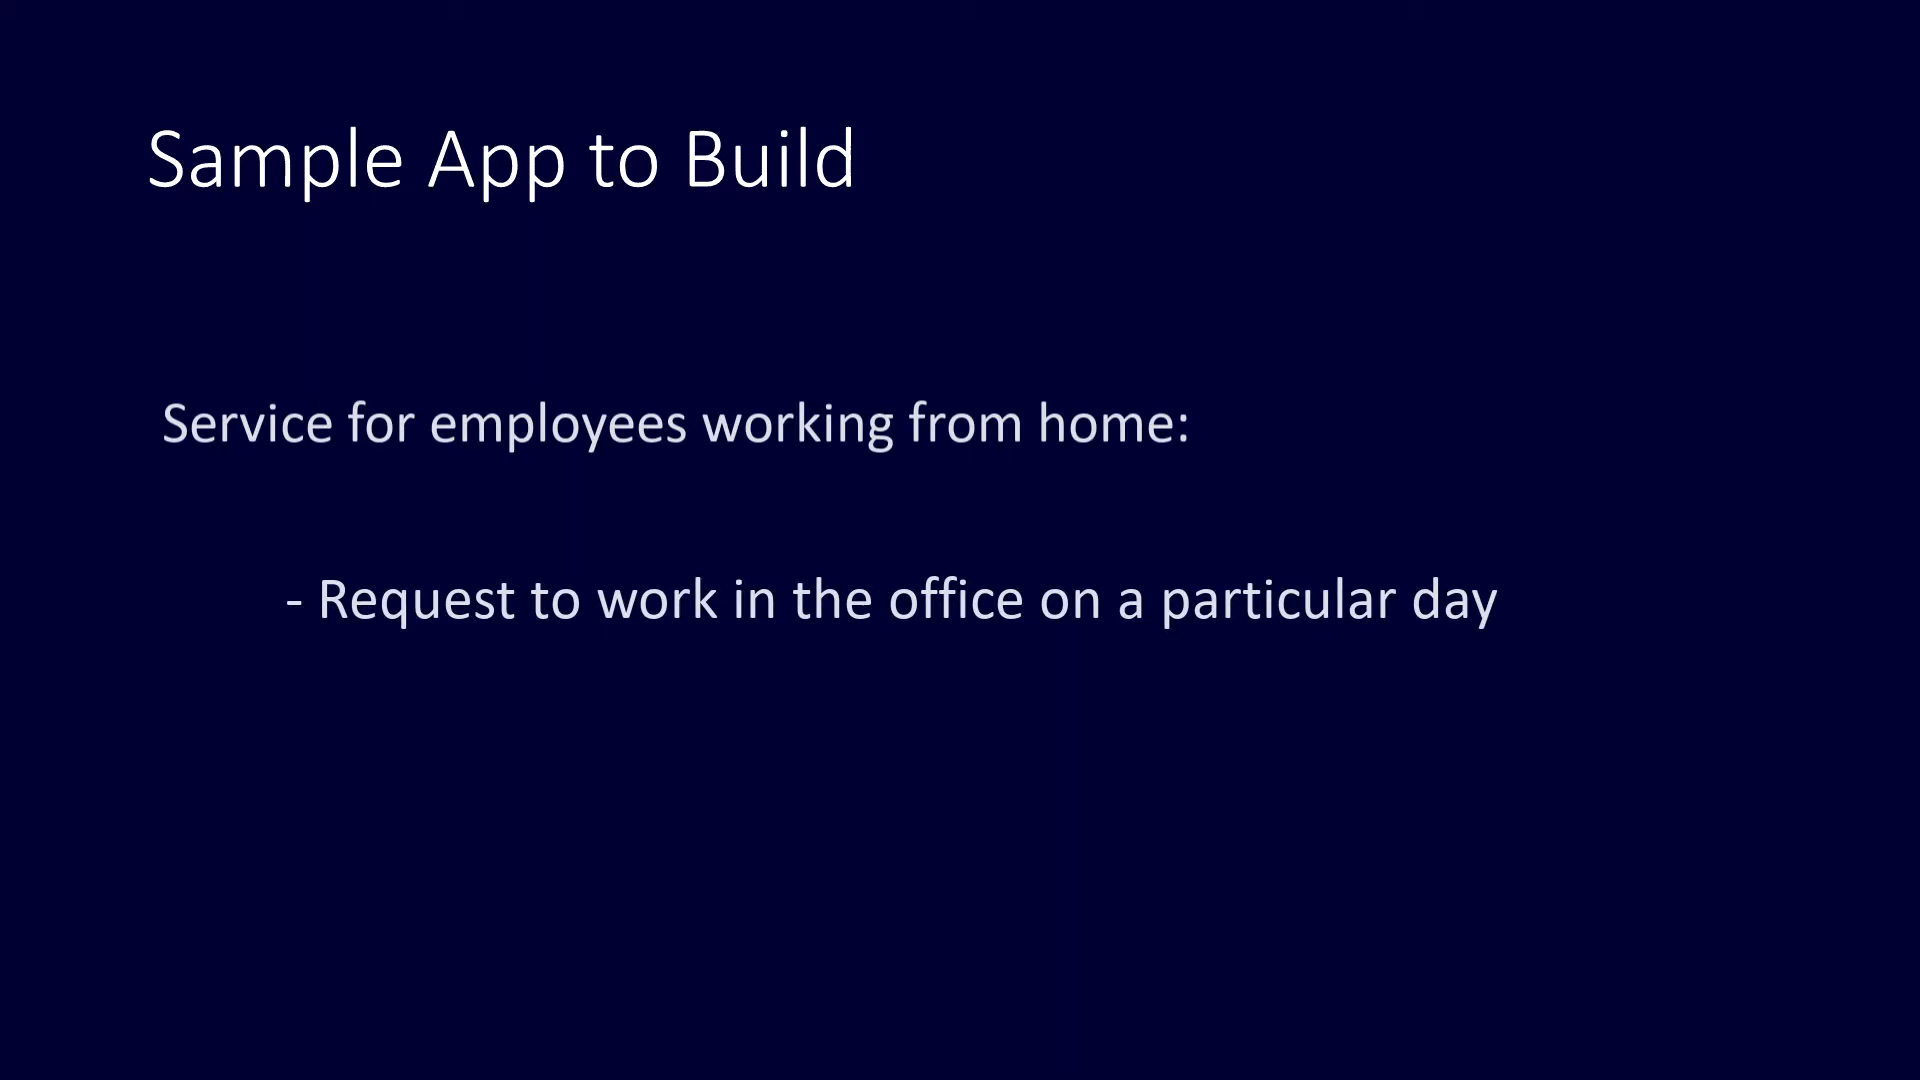 Sample App to Build
Service for employees working from home:
- Request to work in the office on a particular day